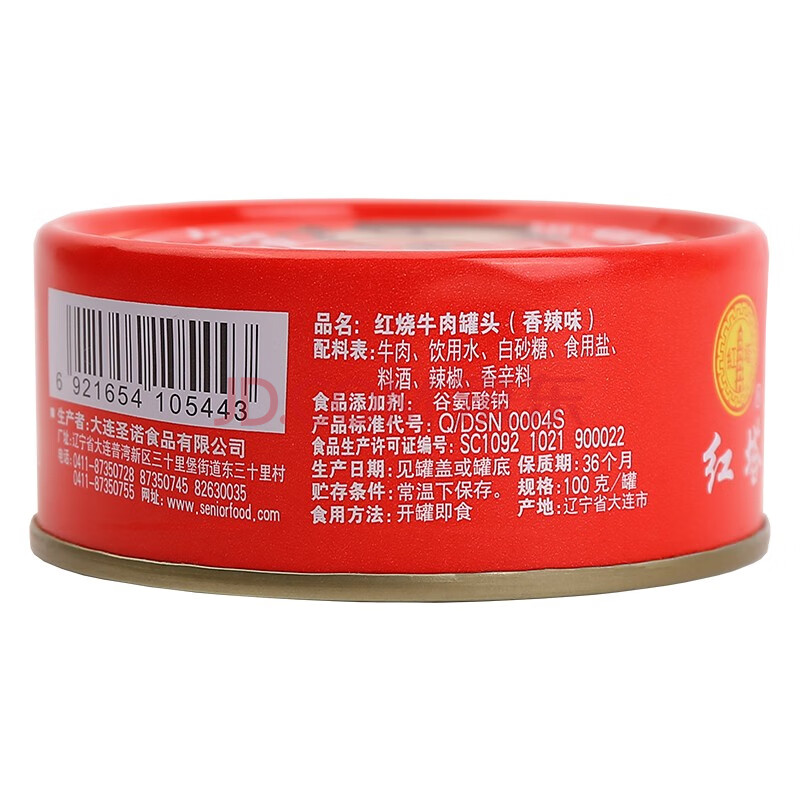 品名：红烧牛肉罐头（香辣味）
配料表：牛肉、饮用水、白砂糖、食用盐、
料酒、辣椒、香辛料
食品添加剂：谷氨酸钠
产品标准代号：Q/DSN 0004S
食品生产许可证编号：SC1092 1021 900022
生产日期：见罐盖或罐底 保质期：36个月
贮存条件：常温下保存。 规格：100克/罐
食用方法：开罐即食 产地：辽宁省大连市
6 921654 105443
生产者：大连圣诺食品有限公司
厂址：辽宁省大连普湾新区三十里堡街道东三十里村
电话：0411-87350728 87350745 82630035
0411-87350755 网址：www.seniorfood.com
红塔
JD.